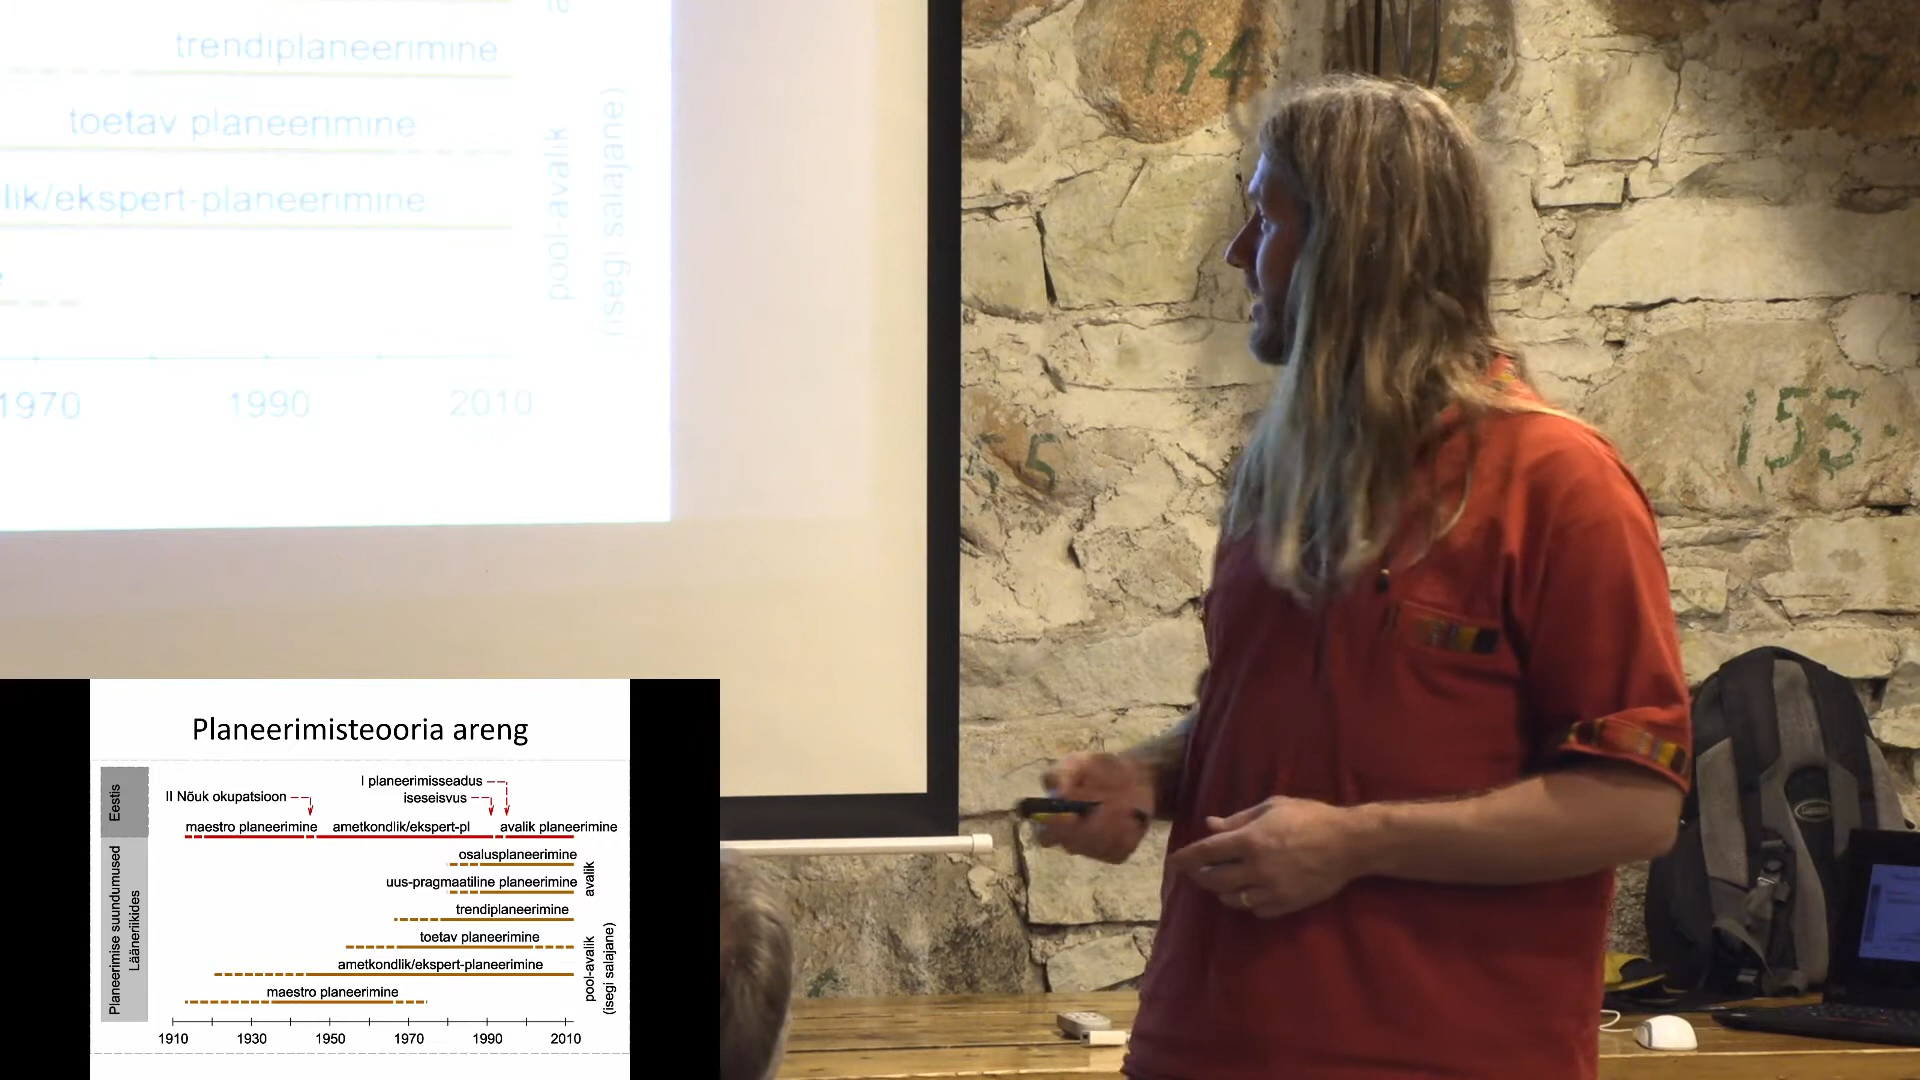 trendiplaneerimine
toetav planeerimine
lik/ekspert-planeerimine
pool-avalik
(isegi salajane)
1970 1990 2010
194
155
Planeerimisteooria areng
Eestis
I planeerimisseadus
II Nõuk okupatsioon
iseseisvus
maestro planeerimine ametkondlik/ekspert-pl avalik planeerimine
Planeerimise suundumused
Lääneriikides
osalusplaneerimine
avalik
uus-pragmaatiline planeerimine
trendiplaneerimine
toetav planeerimine
ametkondlik/ekspert-planeerimine
maestro planeerimine
pool-avalik
(isegi salajane)
1910 1930 1950 1970 1990 2010